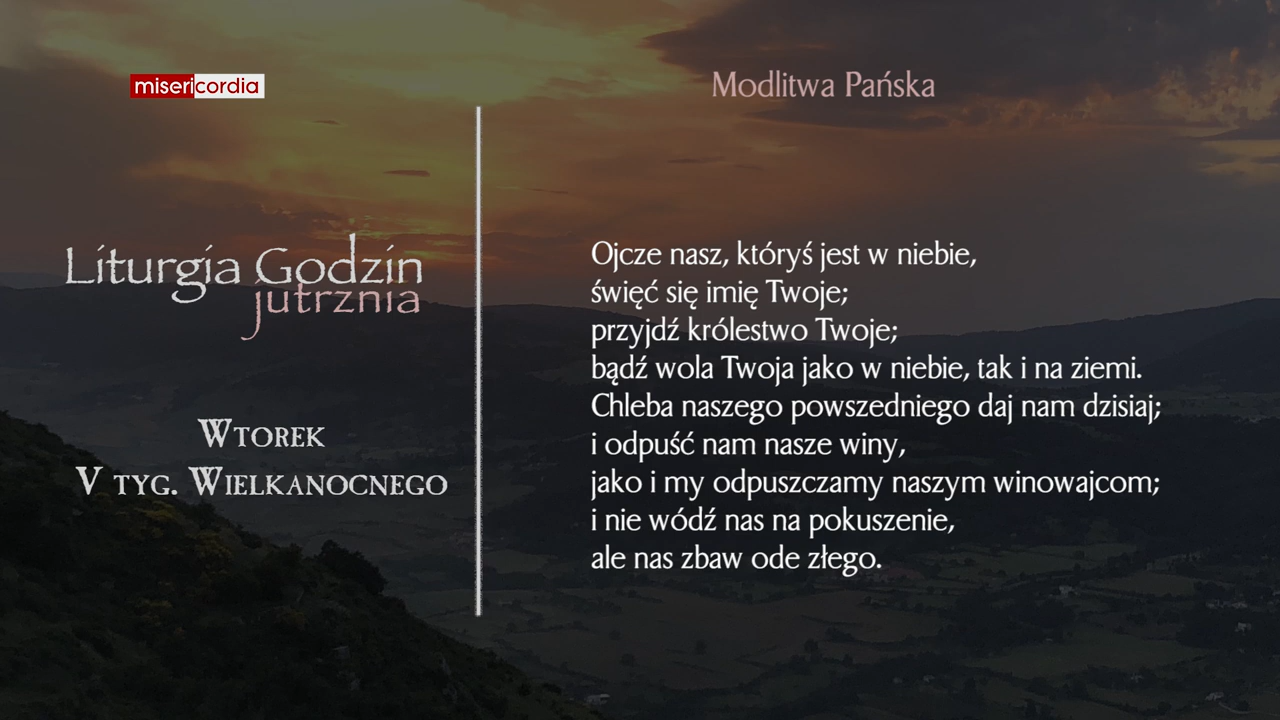 misericordia
Liturgia Godzin
jutrznia
Wtorek
V tyg. Wielkanocnego
Modlitwa Pańska
Ojcze nasz, któryś jest w niebie,
święć się imię Twoje;
przyjdź królestwo Twoje;
bądź wola Twoja jako w niebie, tak i na ziemi.
Chleba naszego powszedniego daj nam dzisiaj;
i odpuść nam nasze winy,
jako i my odpuszczamy naszym winowajcom;
i nie wódź nas na pokuszenie,
ale nas zbaw ode złego.